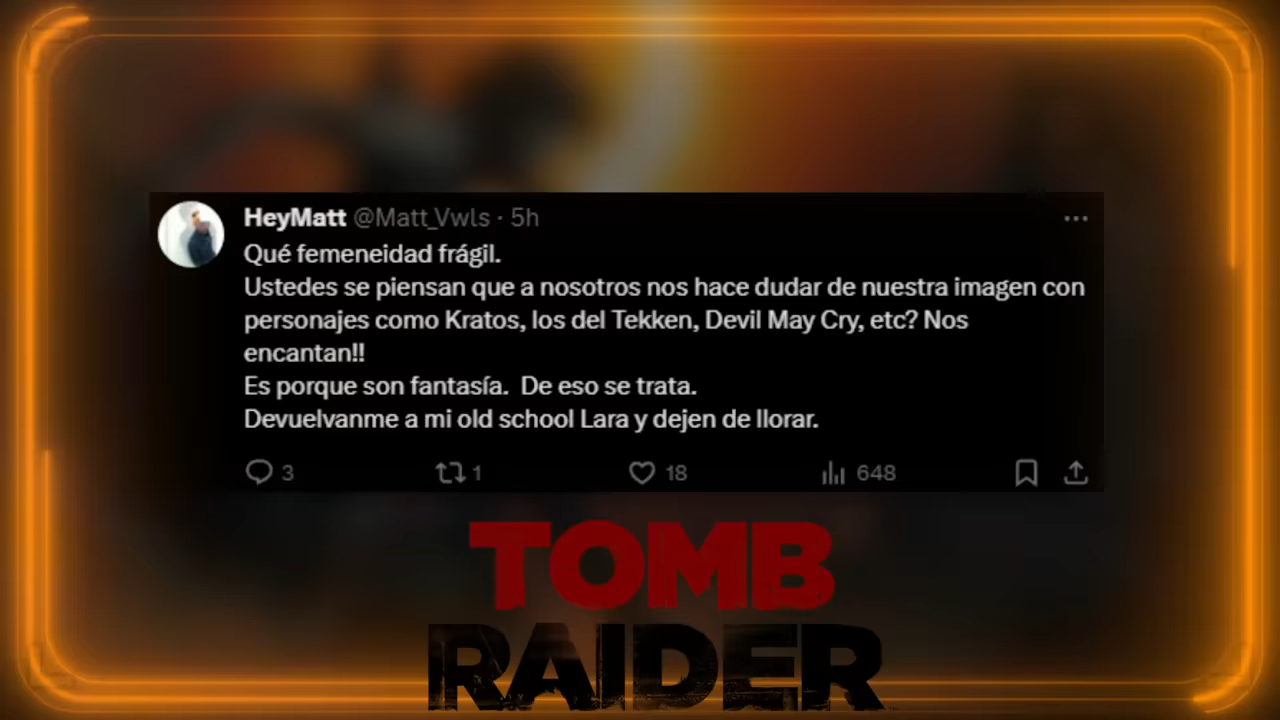 HeyMatt @Matt_Vwls · 5h
Qué femeneidad frágil.
Ustedes se piensan que a nosotros nos hace dudar de nuestra imagen con
personajes como Kratos, los del Tekken, Devil May Cry, etc? Nos
encantan!!
Es porque son fantasía.  De eso se trata.
Devuelvanme a mi old school Lara y dejen de llorar.
3 1 18 648
TOMB
RAIDER